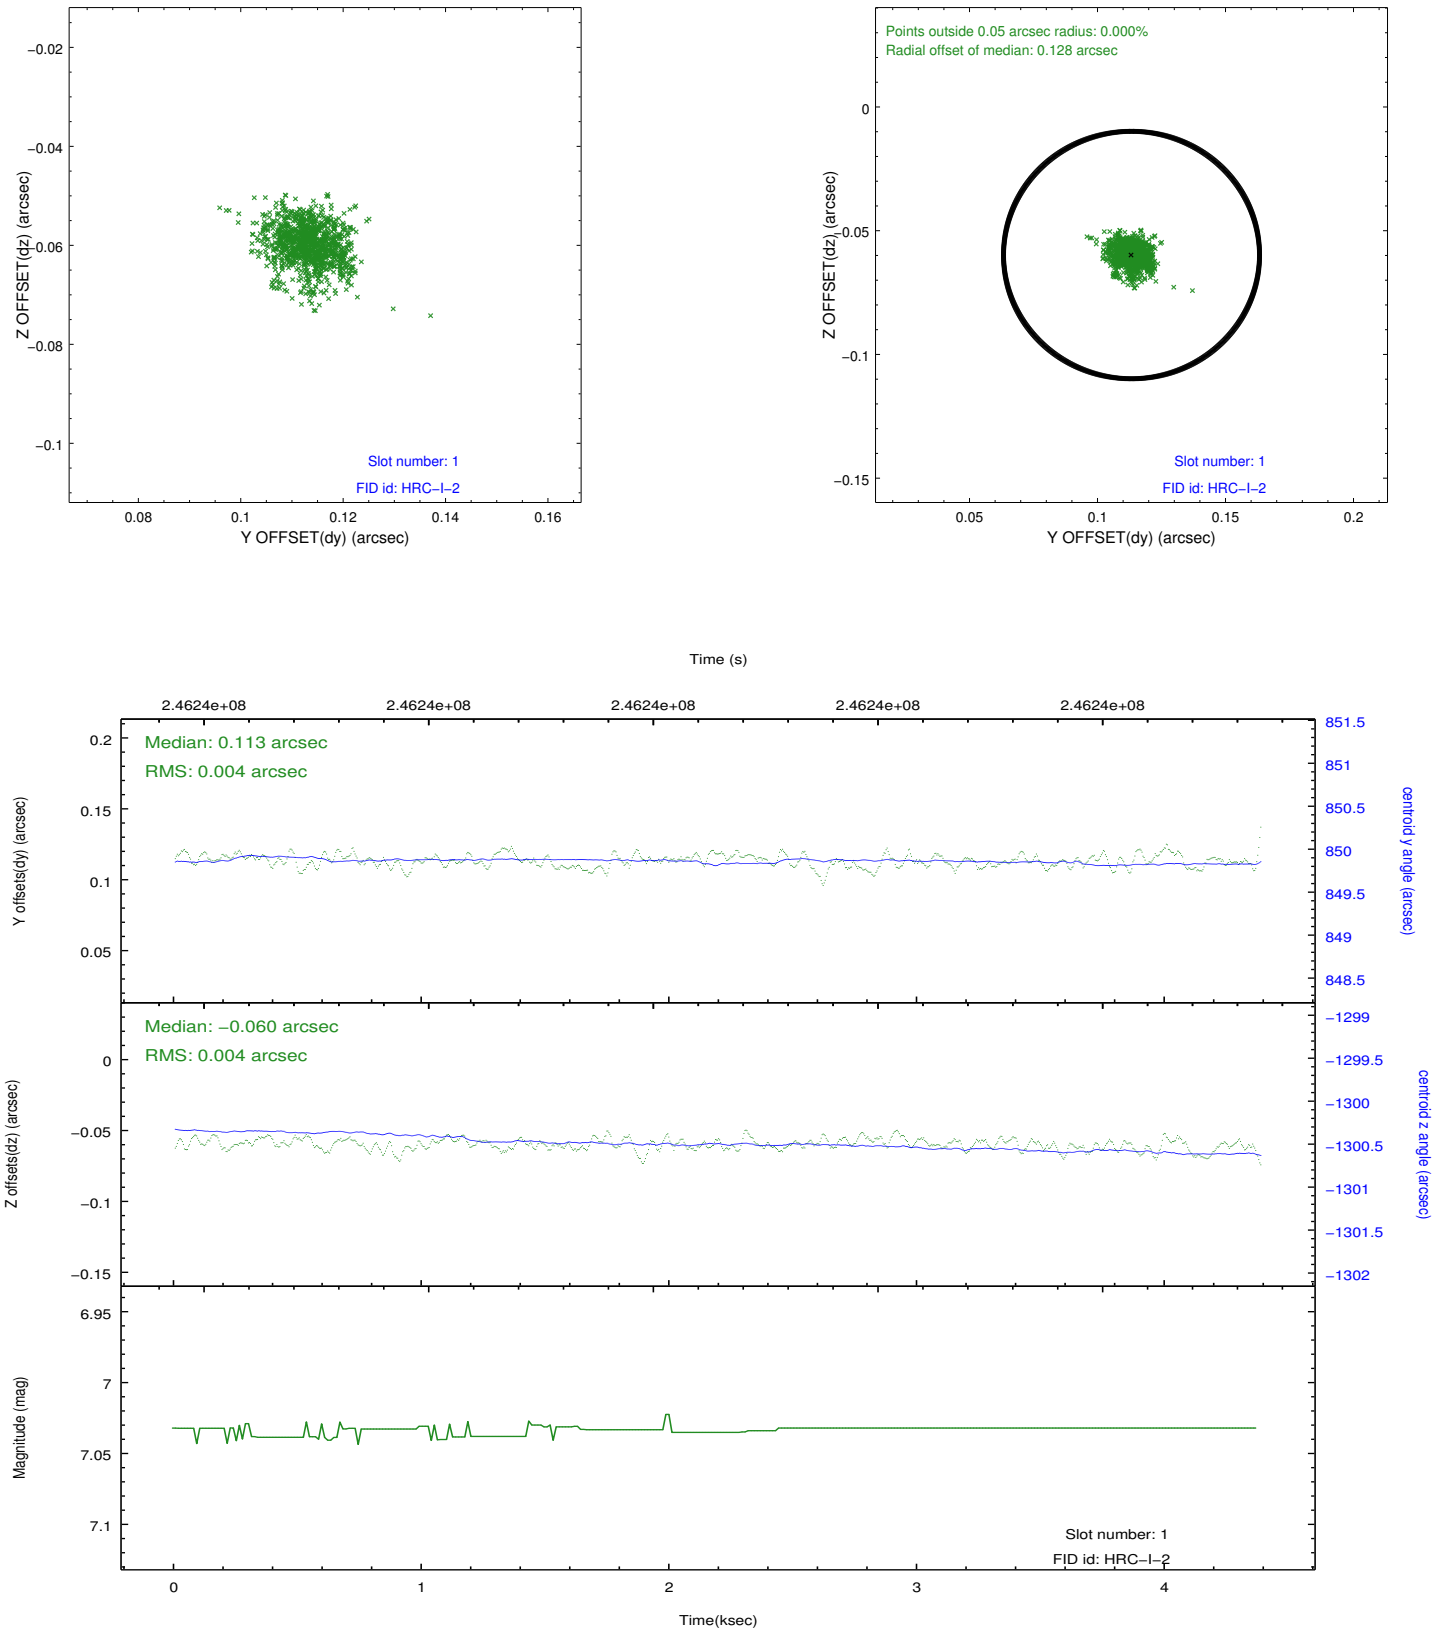 −0.02
−0.04
−0.06
−0.08
−0.1
Z OFFSET(dz) (arcsec)
Slot number: 1
FID id: HRC−I−2
0.08 0.1 0.12 0.14 0.16
Y OFFSET(dy) (arcsec)
Points outside 0.05 arcsec radius: 0.000%
Radial offset of median: 0.128 arcsec
0
−0.05
−0.1
−0.15
Z OFFSET(dz) (arcsec)
Slot number: 1
FID id: HRC−I−2
0.05 0.1 0.15 0.2
Y OFFSET(dy) (arcsec)
Time (s)
2.4624e+08 2.4624e+08 2.4624e+08 2.4624e+08 2.4624e+08
Median: 0.113 arcsec
RMS: 0.004 arcsec
0.2
0.15
0.1
0.05
Y offsets(dy) (arcsec)
851.5
851
850.5
850
849.5
849
848.5
centroid y angle (arcsec)
Median: −0.060 arcsec
RMS: 0.004 arcsec
0
−0.05
−0.1
−0.15
Z offsets(dz) (arcsec)
−1299
−1299.5
−1300
−1300.5
−1301
−1301.5
−1302
centroid z angle (arcsec)
6.95
7
7.05
7.1
Magnitude (mag)
Slot number: 1
FID id: HRC−I−2
0 1 2 3 4
Time(ksec)